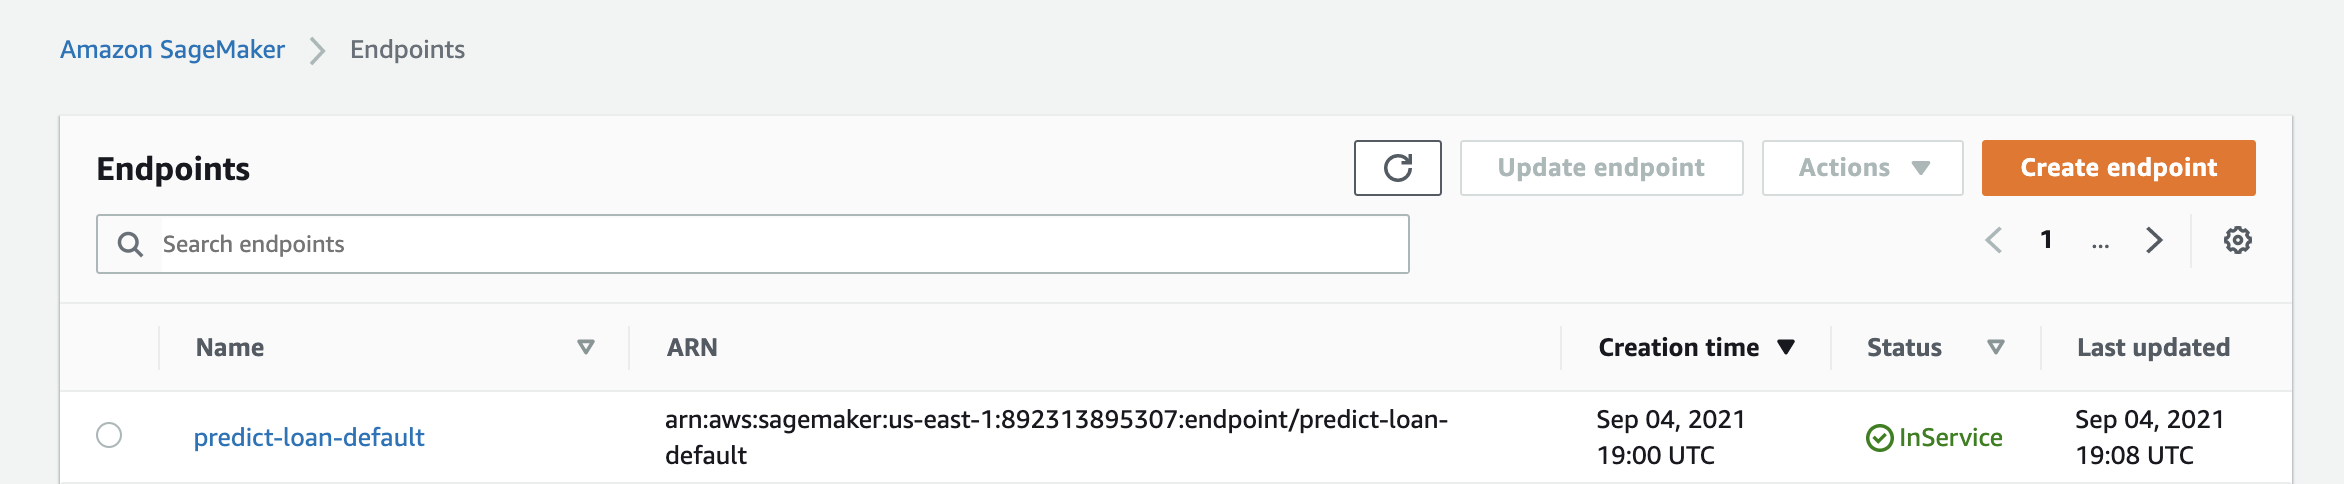 Amazon SageMaker Endpoints
Endpoints
Update endpoint Actions Create endpoint
Search endpoints
1 ...
Name ARN Creation time Status Last updated
predict-loan-default arn:aws:sagemaker:us-east-1:892313895307:endpoint/predict-loan- Sep 04, 2021 InService Sep 04, 2021
default 19:00 UTC 19:08 UTC